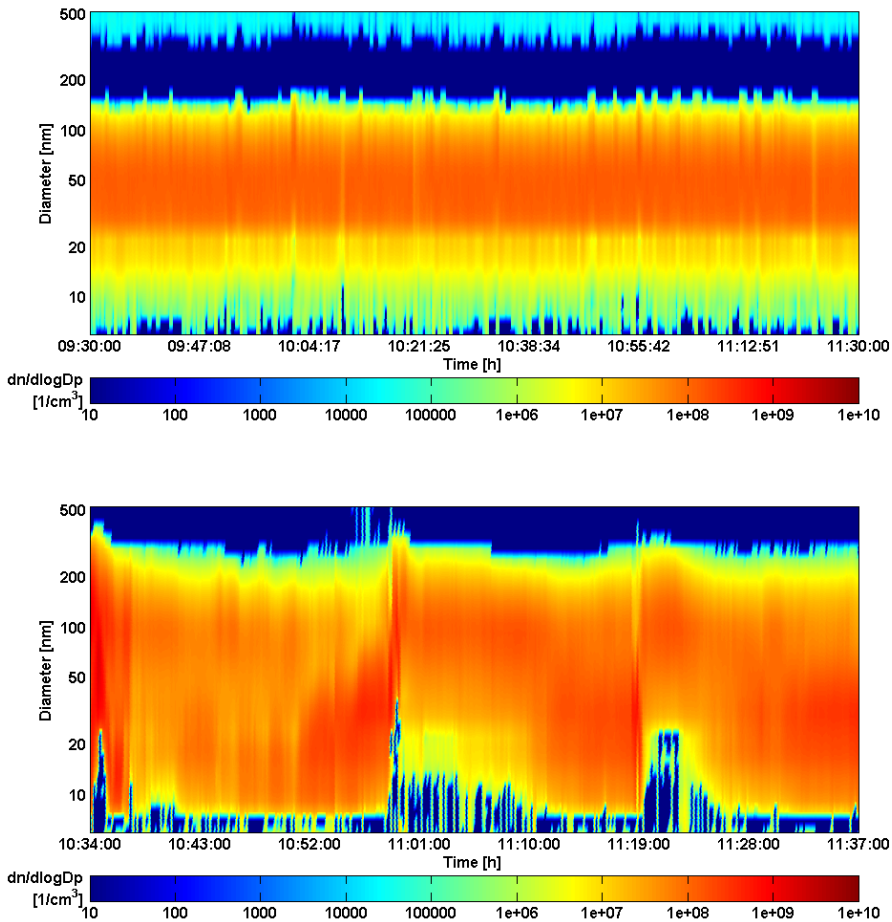 500
200
100
50
20
10
Diameter [nm]
09:30:00 09:47:08 10:04:17 10:21:25 10:38:34 10:55:42 11:12:51 11:30:00
Time [h]
dn/dlogDp
[1/cm³]
10 100 1000 10000 100000 1e+06 1e+07 1e+08 1e+09 1e+10
500
200
100
50
20
10
Diameter [nm]
10:34:00 10:43:00 10:52:00 11:01:00 11:10:00 11:19:00 11:28:00 11:37:00
Time [h]
dn/dlogDp
[1/cm³]
10 100 1000 10000 100000 1e+06 1e+07 1e+08 1e+09 1e+10